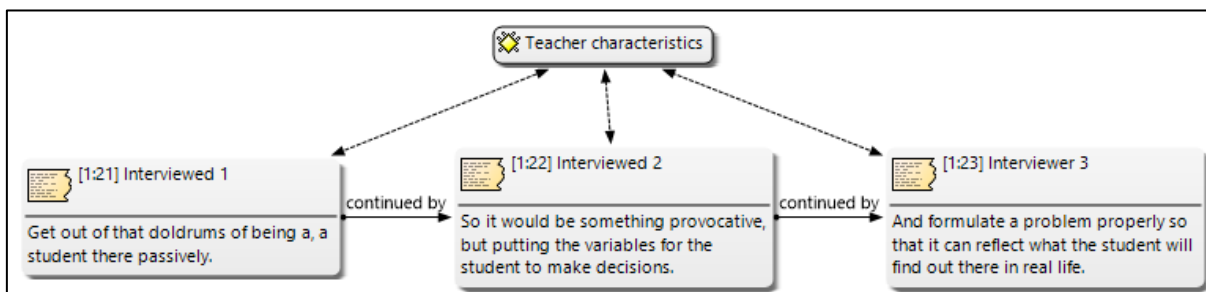 Teacher characteristics
[1:21] Interviewed 1
Get out of that doldrums of being a, a
student there passively.
continued by
[1:22] Interviewed 2
So it would be something provocative,
but putting the variables for the
student to make decisions.
continued by
[1:23] Interviewer 3
And formulate a problem properly so
that it can reflect what the student will
find out there in real life.